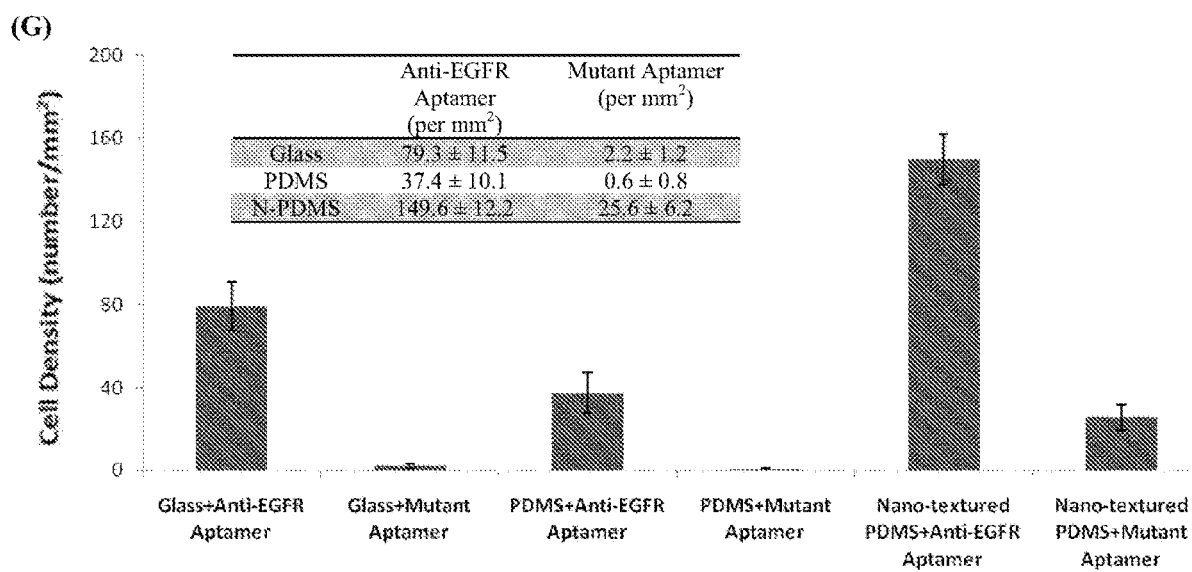 (G)
Cell Density (number/mm²)
200
160
120
80
40
0
Anti-EGFR Aptamer (per mm²) Mutant Aptamer (per mm²)
Glass 79.3 ± 11.5 2.2 ± 1.2
PDMS 37.4 ± 10.1 0.6 ± 0.8
N-PDMS 149.6 ± 12.2 25.6 ± 6.2
Glass+Anti-EGFR
Aptamer
Glass+Mutant
Aptamer
PDMS+Anti-EGFR
Aptamer
PDMS+Mutant
Aptamer
Nano-textured
PDMS+Anti-EGFR
Aptamer
Nano-textured
PDMS+Mutant
Aptamer